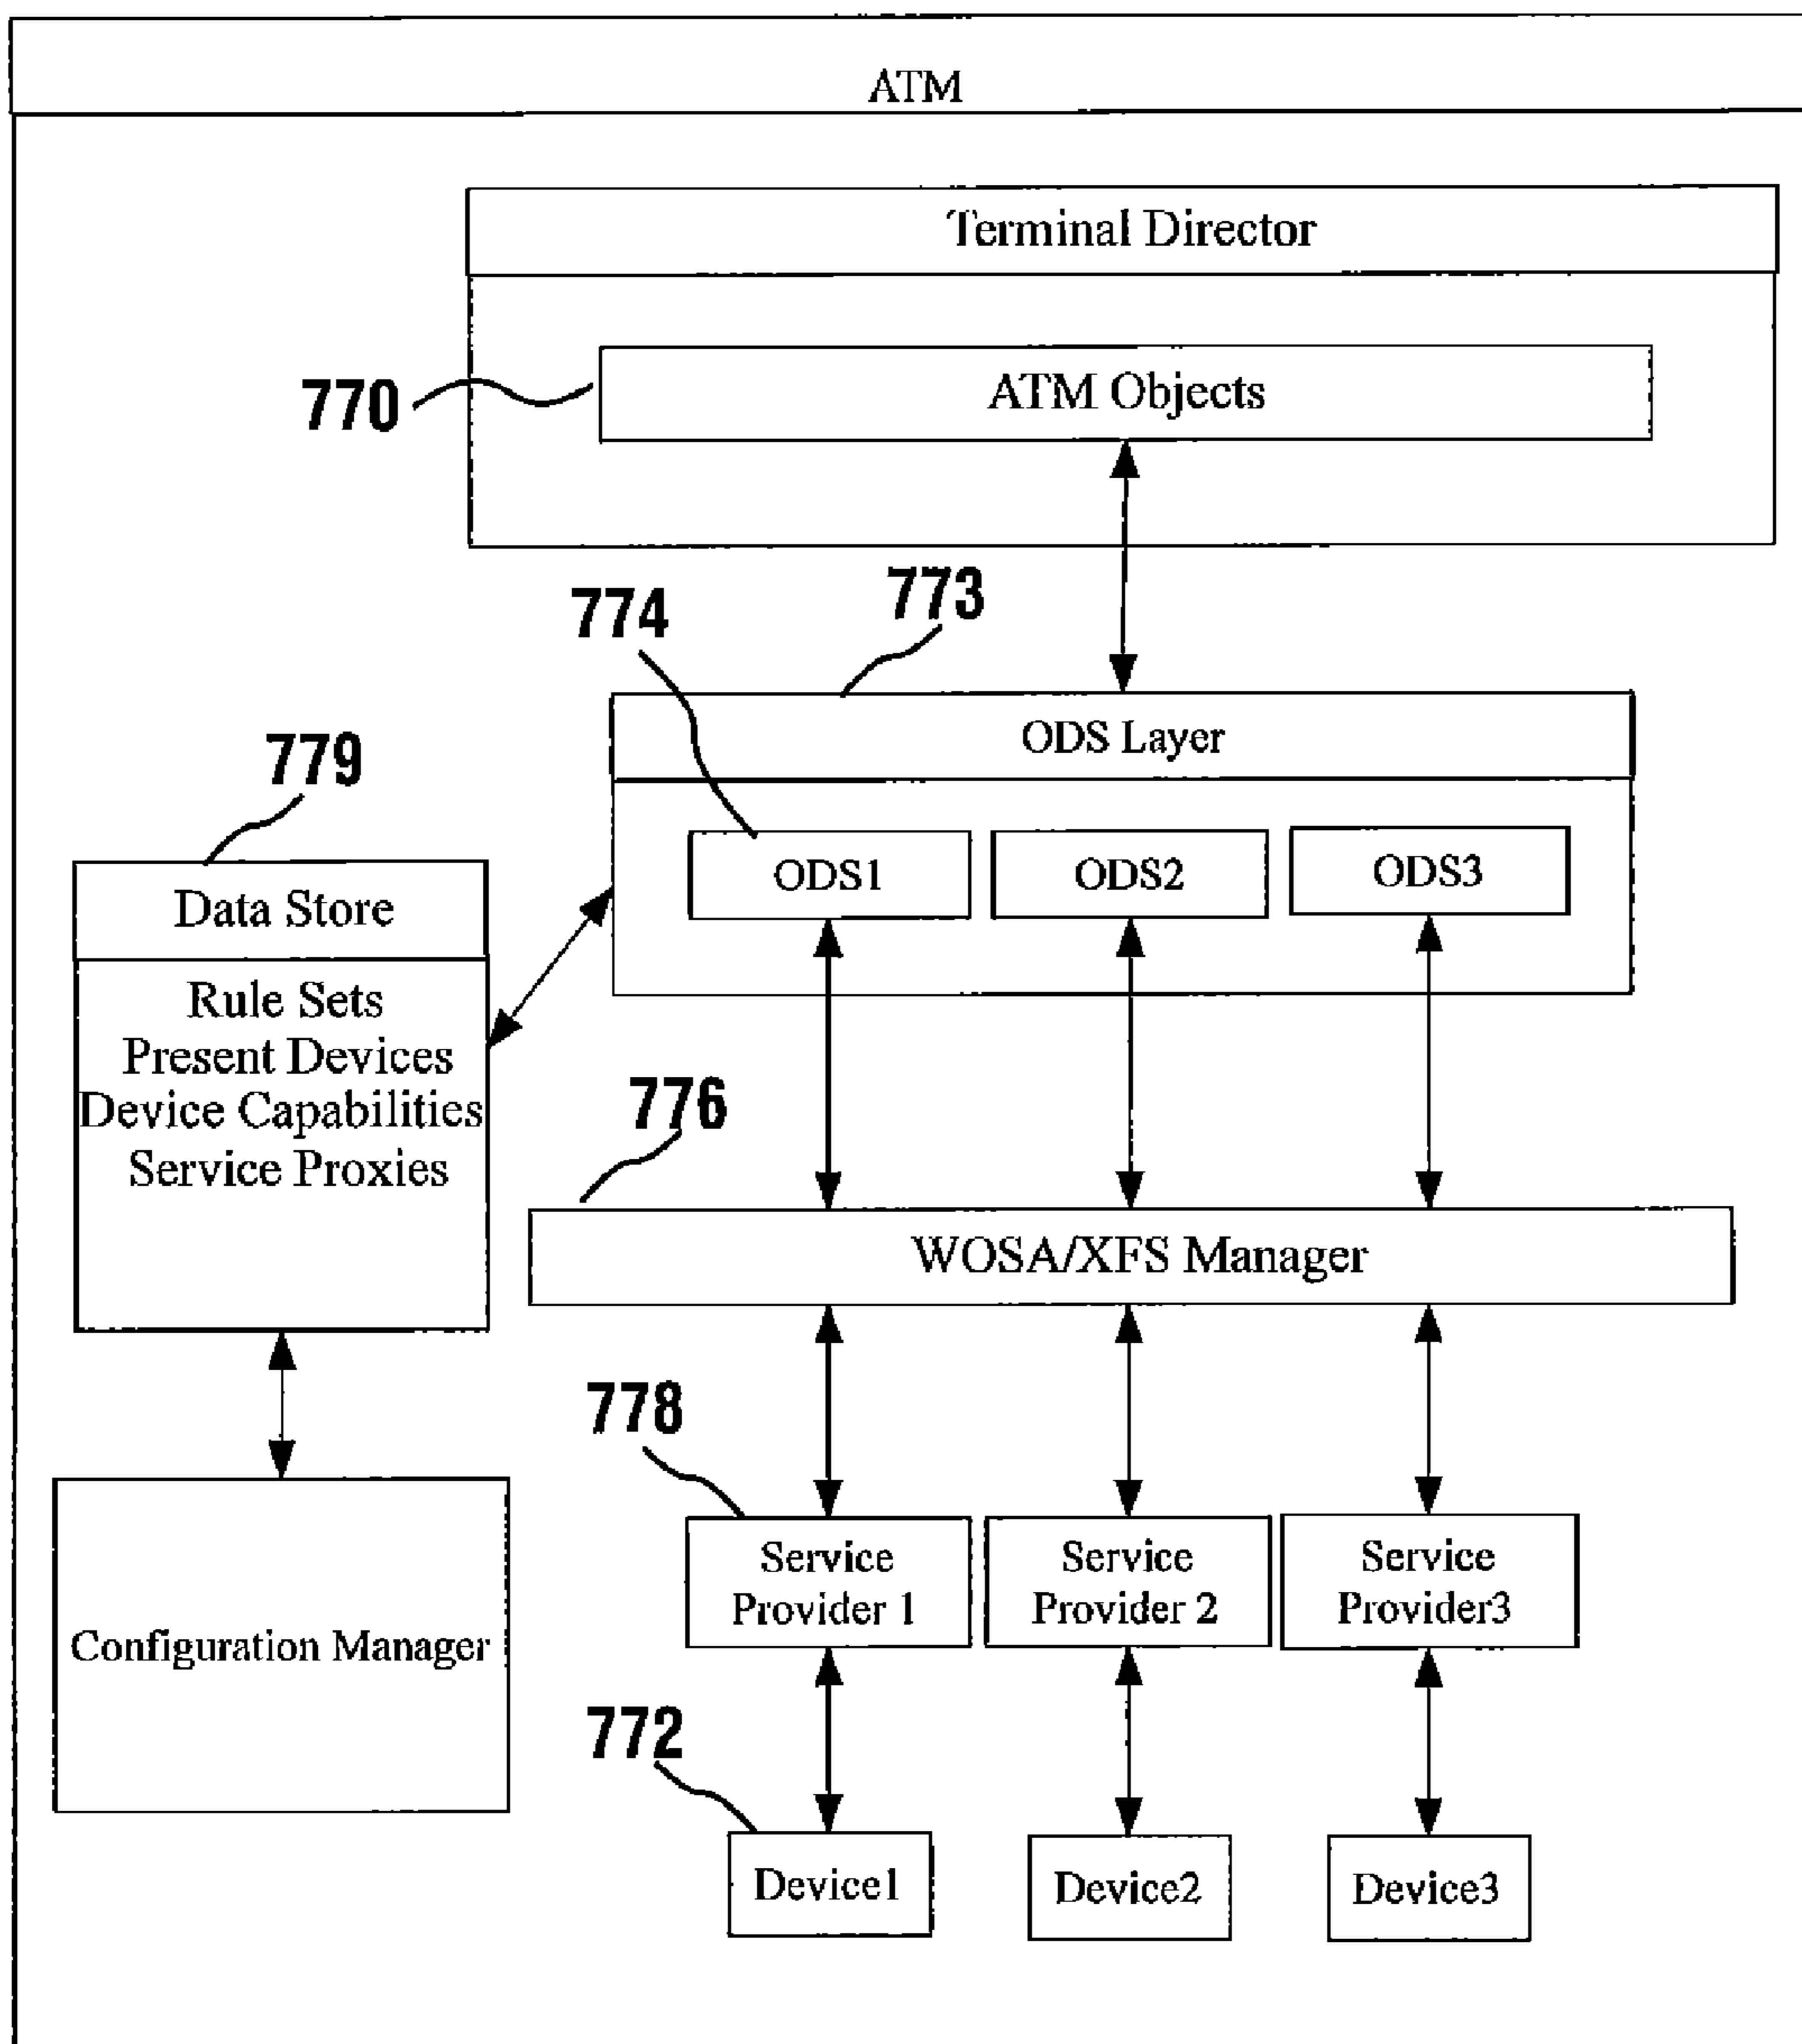 ATM
Terminal Director
770
ATM Objects
773
774
ODS Layer
779
ODS1
ODS2
ODS3
Data Store
Rule Sets
Present Devices
Device Capabilities
Service Proxies
776
WOSA/XFS Manager
778
Service
Provider 1
Service
Provider 2
Service
Provider3
Configuration Manager
772
Device1
Device2
Device3